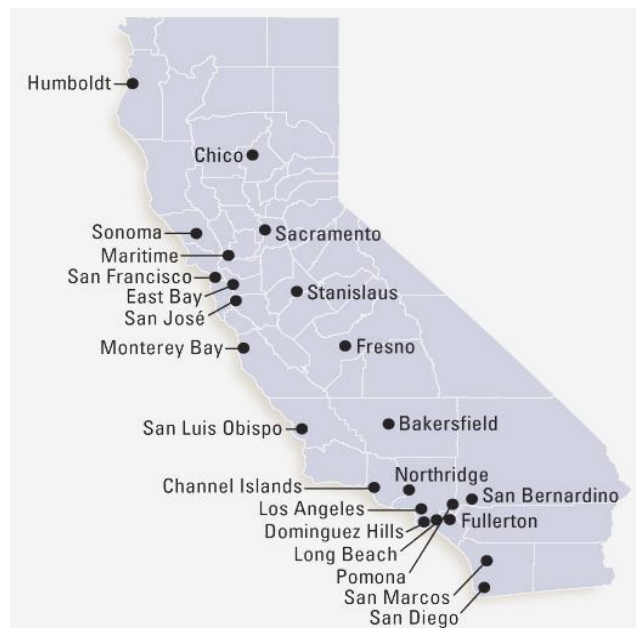 Humboldt
Chico
Sonoma
Sacramento
Maritime
San Francisco
East Bay
Stanislaus
San José
Monterey Bay
Fresno
San Luis Obispo
Bakersfield
Northridge
Channel Islands
San Bernardino
Los Angeles
Fullerton
Dominguez Hills
Long Beach
Pomona
San Marcos
San Diego